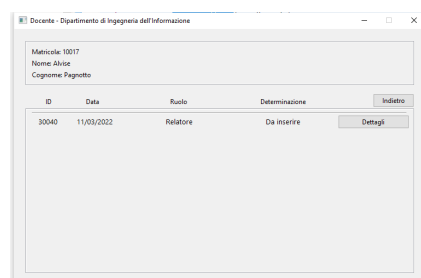 Docente - Dipartimento di Ingegneria dell'Informazione
Matricola: 10017
Nome: Alvise
Cognome: Pagnotto
ID Data Ruolo Determinazione Indietro
30040 11/03/2022 Relatore Da inserire Dettagli